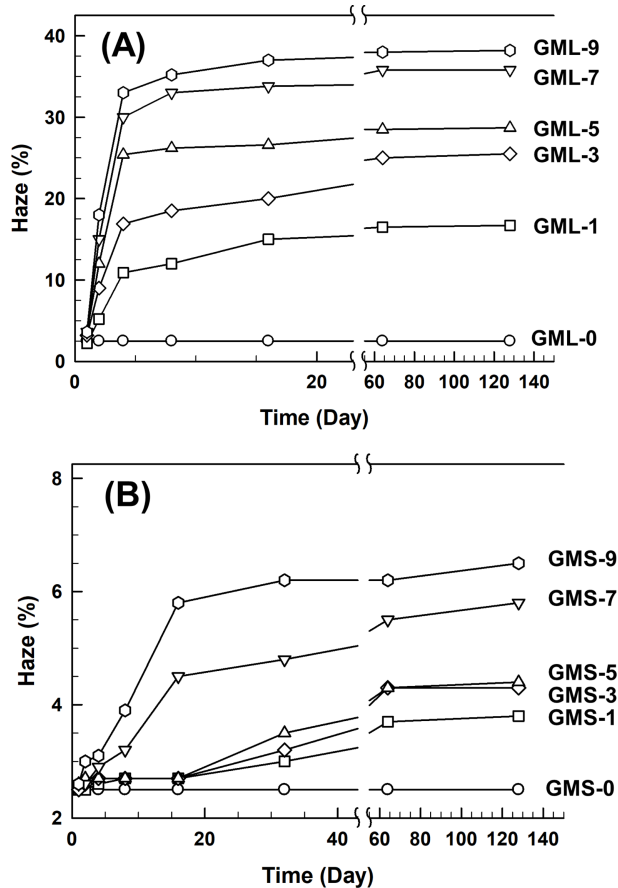 (A)
40
30
20
10
0
Haze (%)
GML-9
GML-7
GML-5
GML-3
GML-1
GML-0
0 20 60 80 100 120 140
Time (Day)
(B)
8
6
4
2
Haze (%)
GMS-9
GMS-7
GMS-5
GMS-3
GMS-1
GMS-0
0 20 40 60 80 100 120 140
Time (Day)